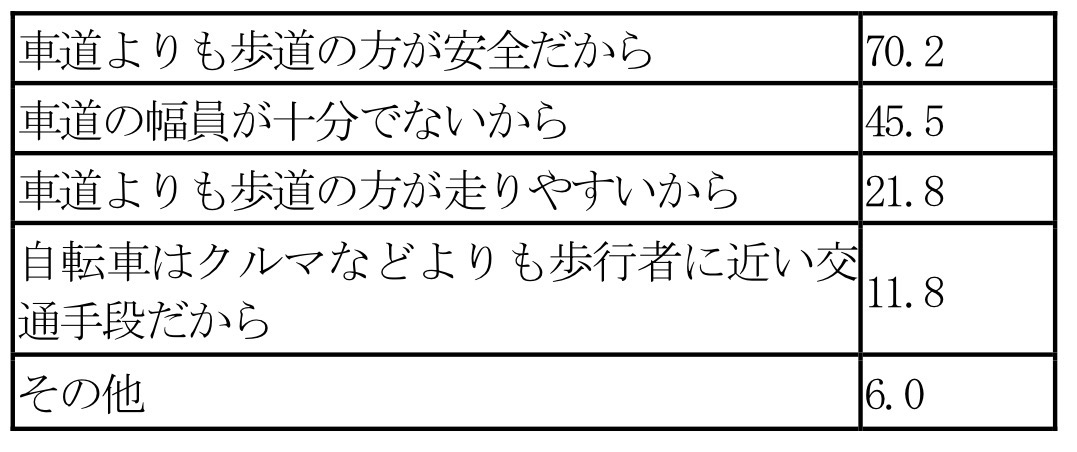 車道よりも歩道の方が安全だから 70.2
車道の幅員が十分でないから 45.5
車道よりも歩道の方が走りやすいから 21.8
自転車はクルマなどよりも歩行者に近い交
通手段だから 11.8
その他 6.0